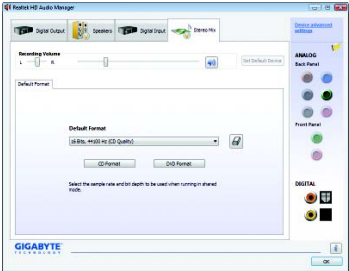 Realtek HD Audio Manager
Digital Output
Speakers
Digital Input
Stereo Mix
Device advanced
settings
Recording Volume
L
R
Set Default Device
ANALOG
Back Panel
Default Format
Default Format
16 Bits, 44100 Hz (CD Quality)
CD Format
DVD Format
Select the sample rate and bit depth to be used when running in shared
mode.
Front Panel
DIGITAL
GIGABYTE
TECHNOLOGY
i
OK